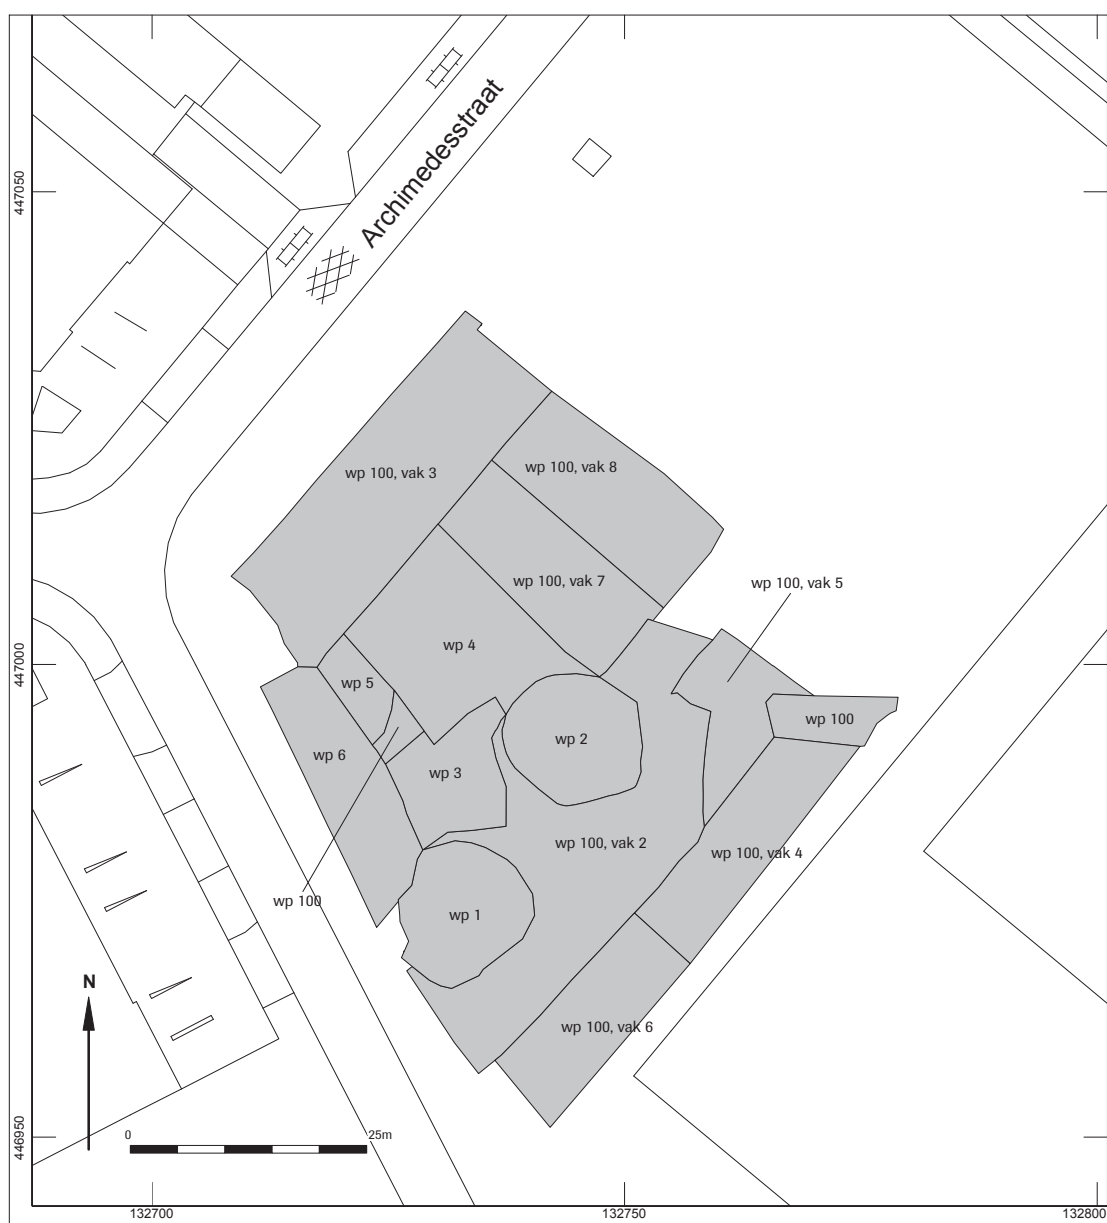 Archimedesstraat
447050
wp 100, vak 3
wp 100, vak 8
wp 100, vak 7
wp 100, vak 5
wp 4
447000
wp 5
wp 100
wp 2
wp 6
wp 3
wp 100, vak 2
wp 100, vak 4
wp 100
wp 1
N
wp 100, vak 6
446950
0
25m
132700
132750
132800